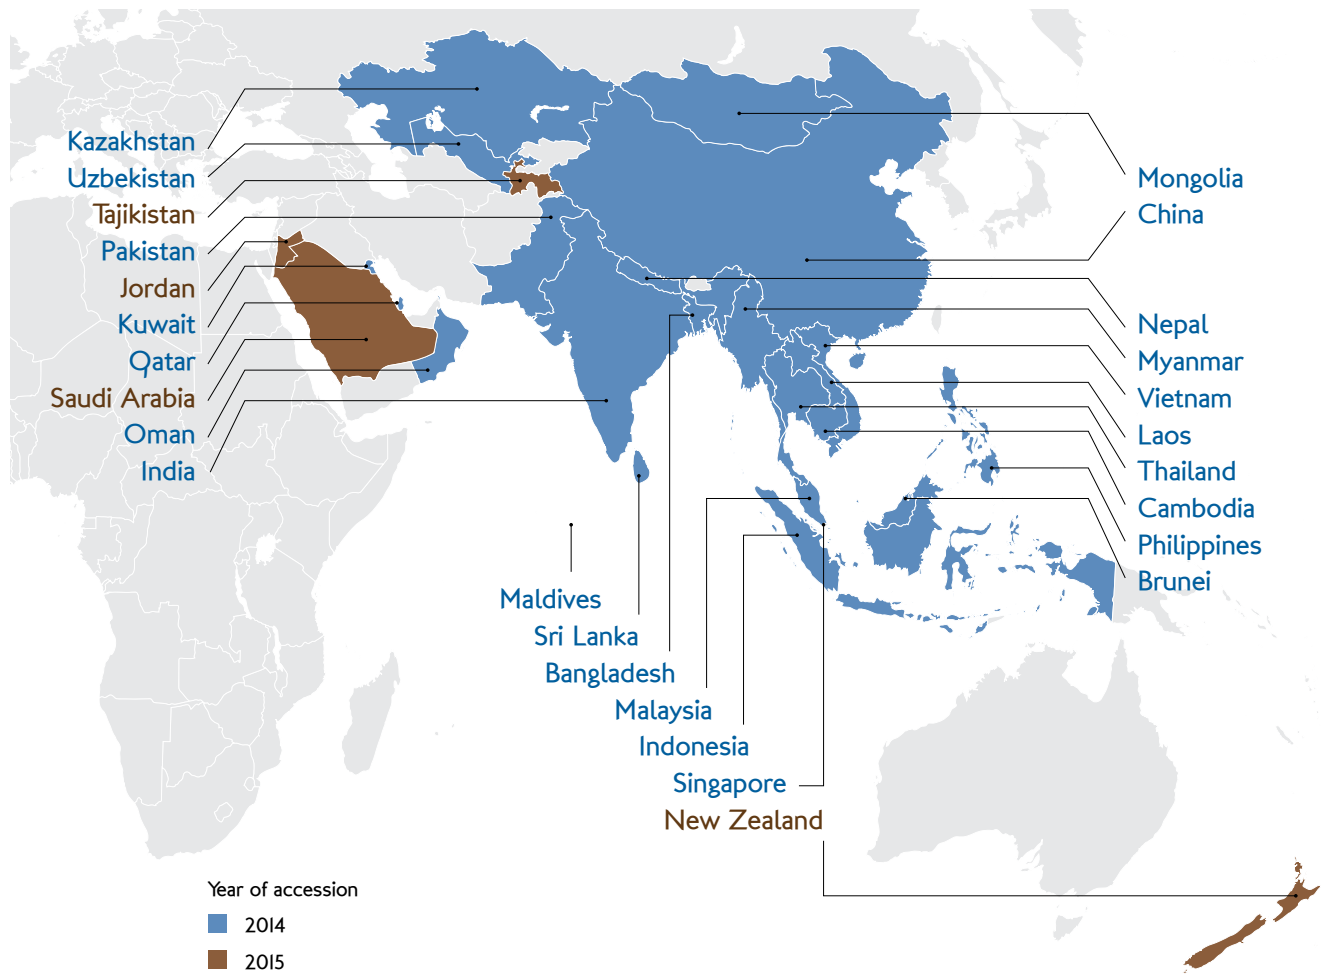 Kazakhstan
Uzbekistan
Tajikistan
Pakistan
Jordan
Kuwait
Qatar
Saudi Arabia
Oman
India
Mongolia
China
Nepal
Myanmar
Vietnam
Laos
Thailand
Cambodia
Philippines
Brunei
Maldives
Sri Lanka
Bangladesh
Malaysia
Indonesia
Singapore
New Zealand
Year of accession
2014
2015